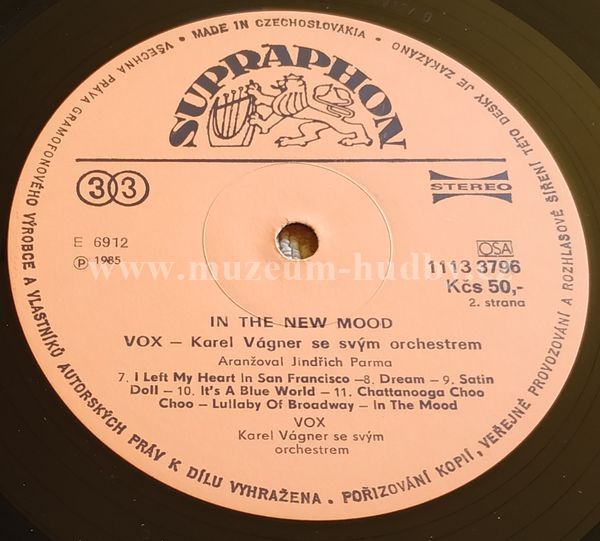 MADE IN CZECHOSLOVAKIA • VŠECHNA PRÁVA GRAMOFONOVÉHO VÝROBCE A VLASTNÍKŮ AUTORSKÝCH PRÁV K DÍLU VYHRAŽENA. POŘIZOVÁNÍ KOPIÍ, VEŘEJNÉ PROVOZOVÁNÍ A ROZHLASOVÉ ŠÍŘENÍ TÉTO DESKY JE ZAKÁZÁNO •
SUPRAPHON
33
STEREO
E 6912
℗ 1985
OSA
1113 3796
Kčs 50,-
2. strana
www.muzeum-hudby.cz
IN THE NEW MOOD
VOX – Karel Vágner se svým orchestrem
Aranžoval Jindřich Parma
7. I Left My Heart In San Francisco –8. Dream – 9. Satin
Doll – 10. It's A Blue World – 11. Chattanooga Choo
Choo – Lullaby Of Broadway – In The Mood
VOX
Karel Vágner se svým
orchestrem